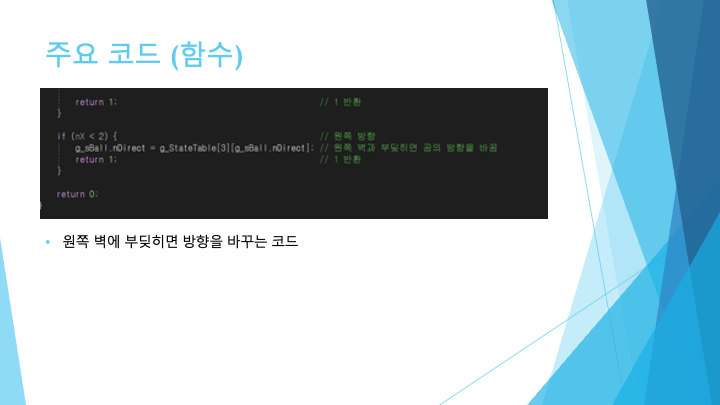 주요 코드 (함수)
return 1; // 1 반환
}
if (nX < 2) { // 왼쪽 방향
g_sBall.nDirect = g_StateTable[3][g_sBall.nDirect]; // 왼쪽 벽과 부딪히면 공의 방향을 바꿈
return 1; // 1 반환
}
return 0;
}
• 왼쪽 벽에 부딪히면 방향을 바꾸는 코드